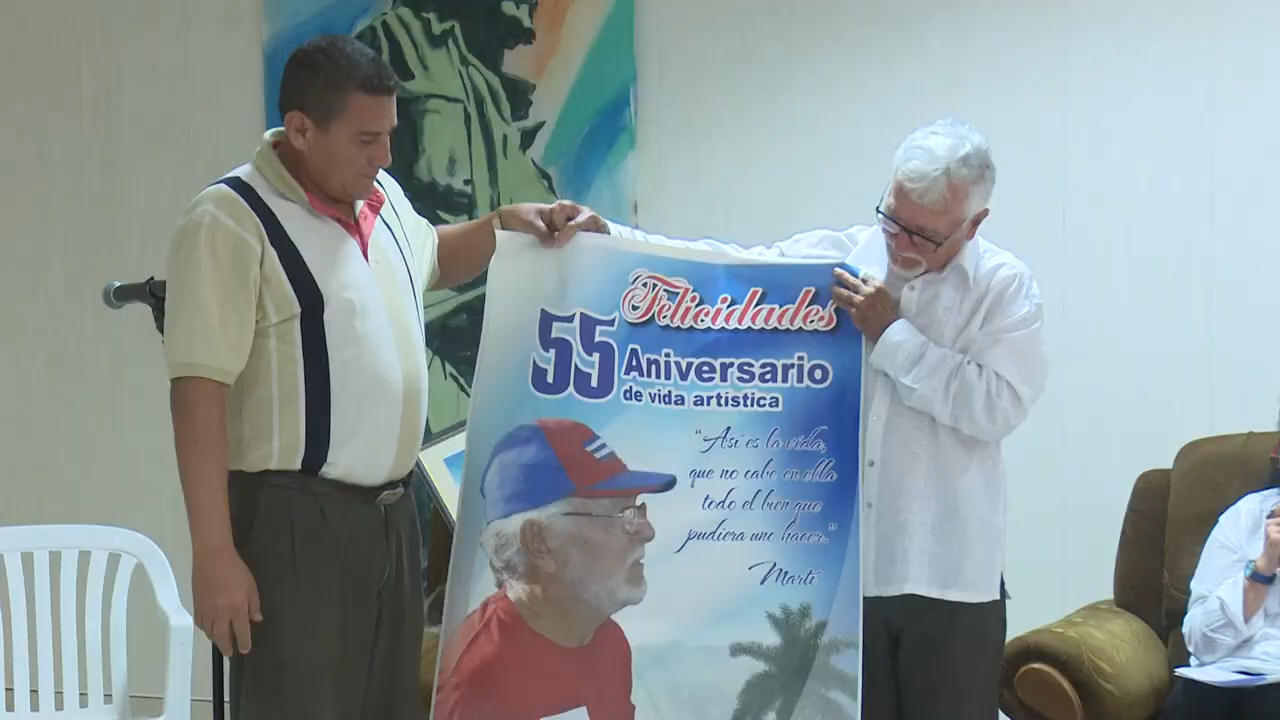 Felicidades
55 Aniversario
de vida artística
“Así es la vida,
que no cabe en ella
todo el bien que
pudiera uno hacer.”
Martí